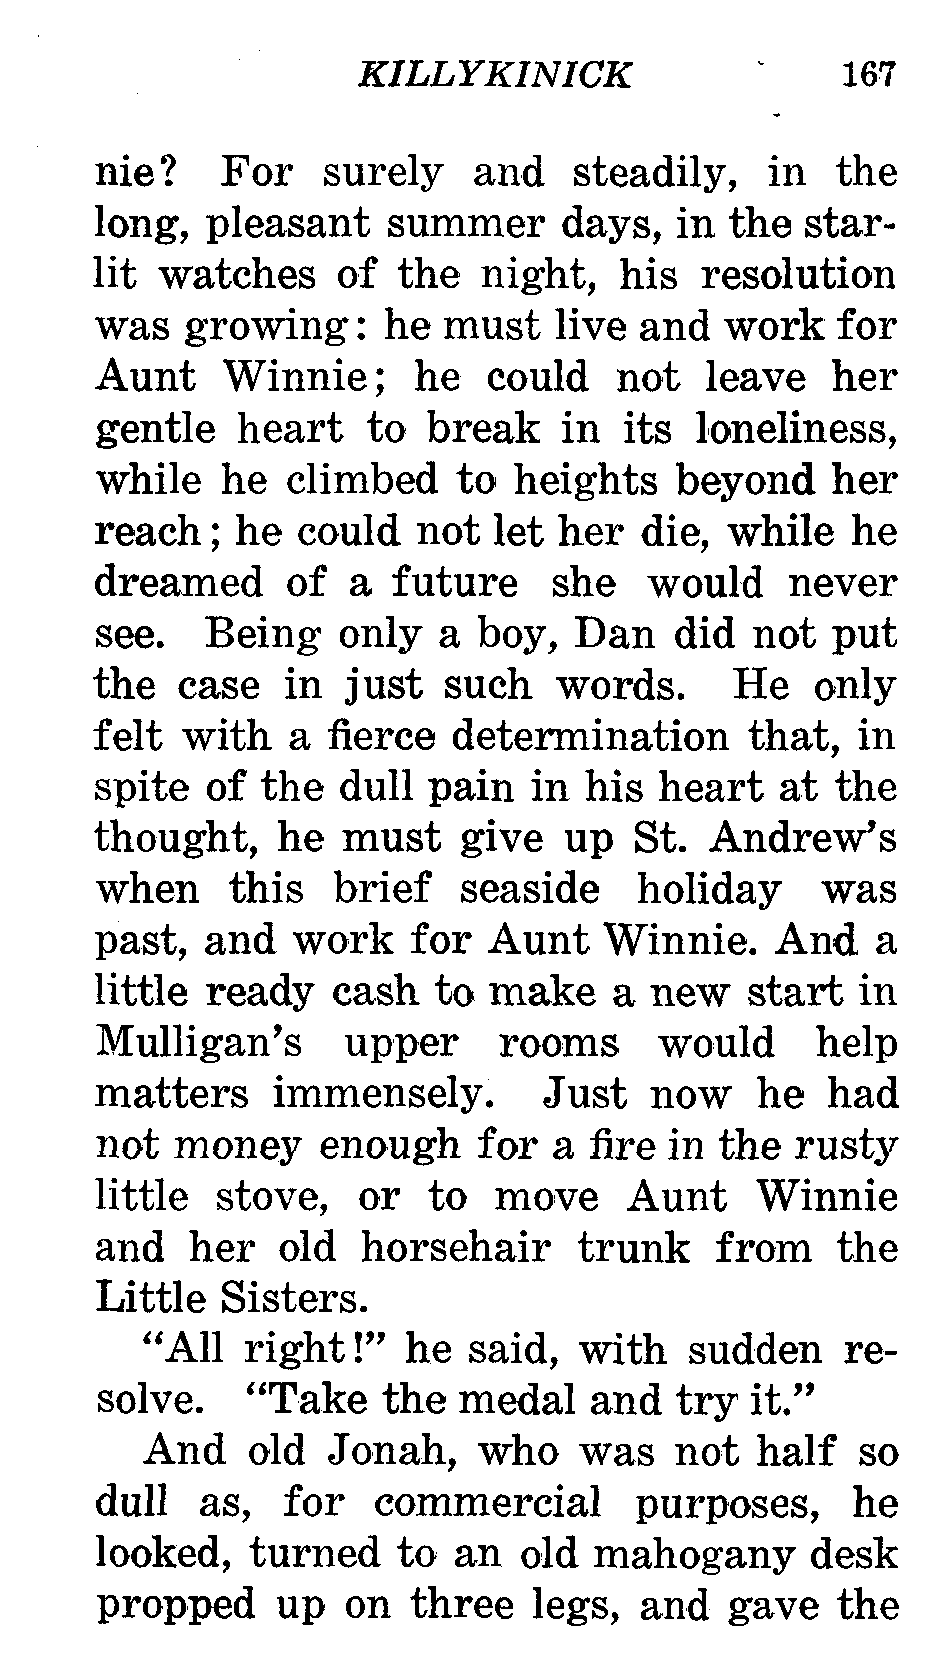 KILLYKINICK 167
nie? For surely and steadily, in the
long, pleasant summer days, in the star-
lit watches of the night, his resolution
was growing: he must live and work for
Aunt Winnie; he could not leave her
gentle heart to break in its loneliness,
while he climbed to heights beyond her
reach; he could not let her die, while he
dreamed of a future she would never
see. Being only a boy, Dan did not put
the case in just such words. He only
felt with a fierce determination that, in
spite of the dull pain in his heart at the
thought, he must give up St. Andrew's
when this brief seaside holiday was
past, and work for Aunt Winnie. And a
little ready cash to make a new start in
Mulligan's upper rooms would help
matters immensely. Just now he had
not money enough for a fire in the rusty
little stove, or to move Aunt Winnie
and her old horsehair trunk from the
Little Sisters.
"All right!" he said, with sudden re-
solve. "Take the medal and try it."
And old Jonah, who was not half so
dull as, for commercial purposes, he
looked, turned to an old mahogany desk
propped up on three legs, and gave the